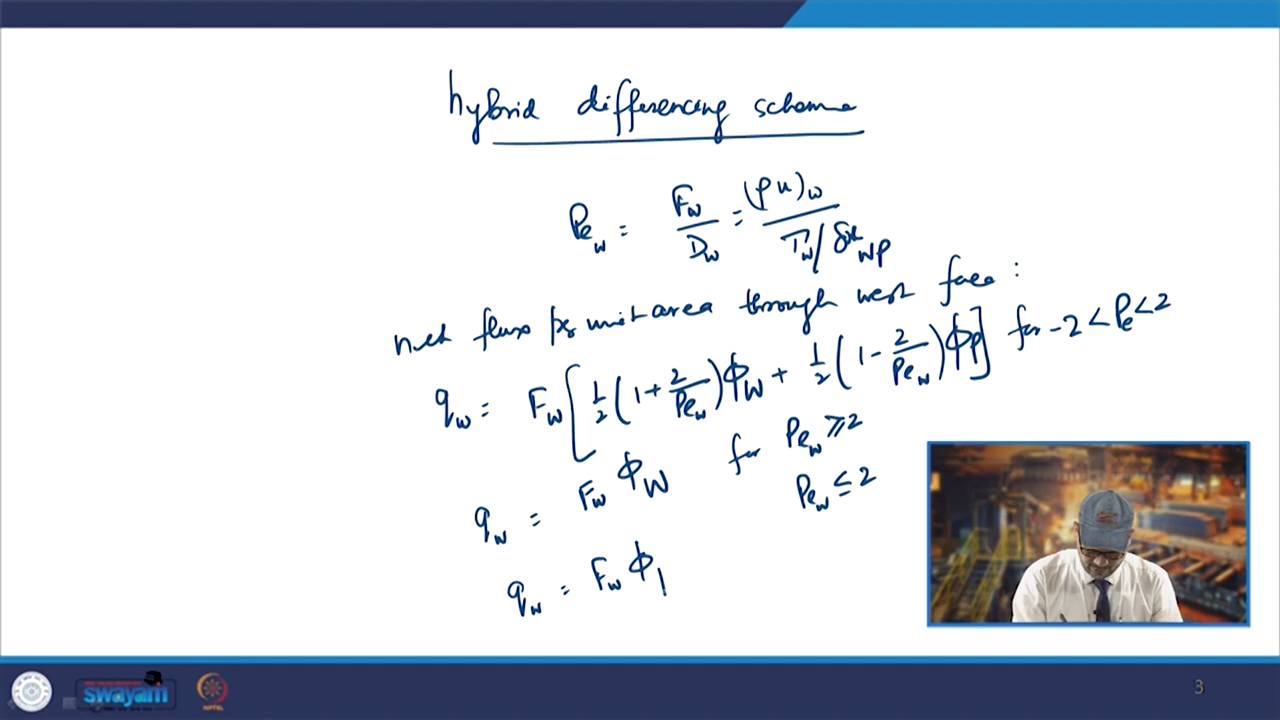 hybrid differencing scheme
Pe_w = F_w / D_w = (ρu)_w / (Γ_w / δx_WP)
net flux per unit area through west face :
q_w = F_w [ 1/2 (1 + 2/Pe_w) ϕ_W + 1/2 (1 - 2/Pe_w) ϕ_P ] for -2 < Pe < 2
q_w = F_w ϕ_W for Pe_w ≥ 2
q_w = F_w ϕ Pe_w ≤ 2
swayam
NPTEL
3